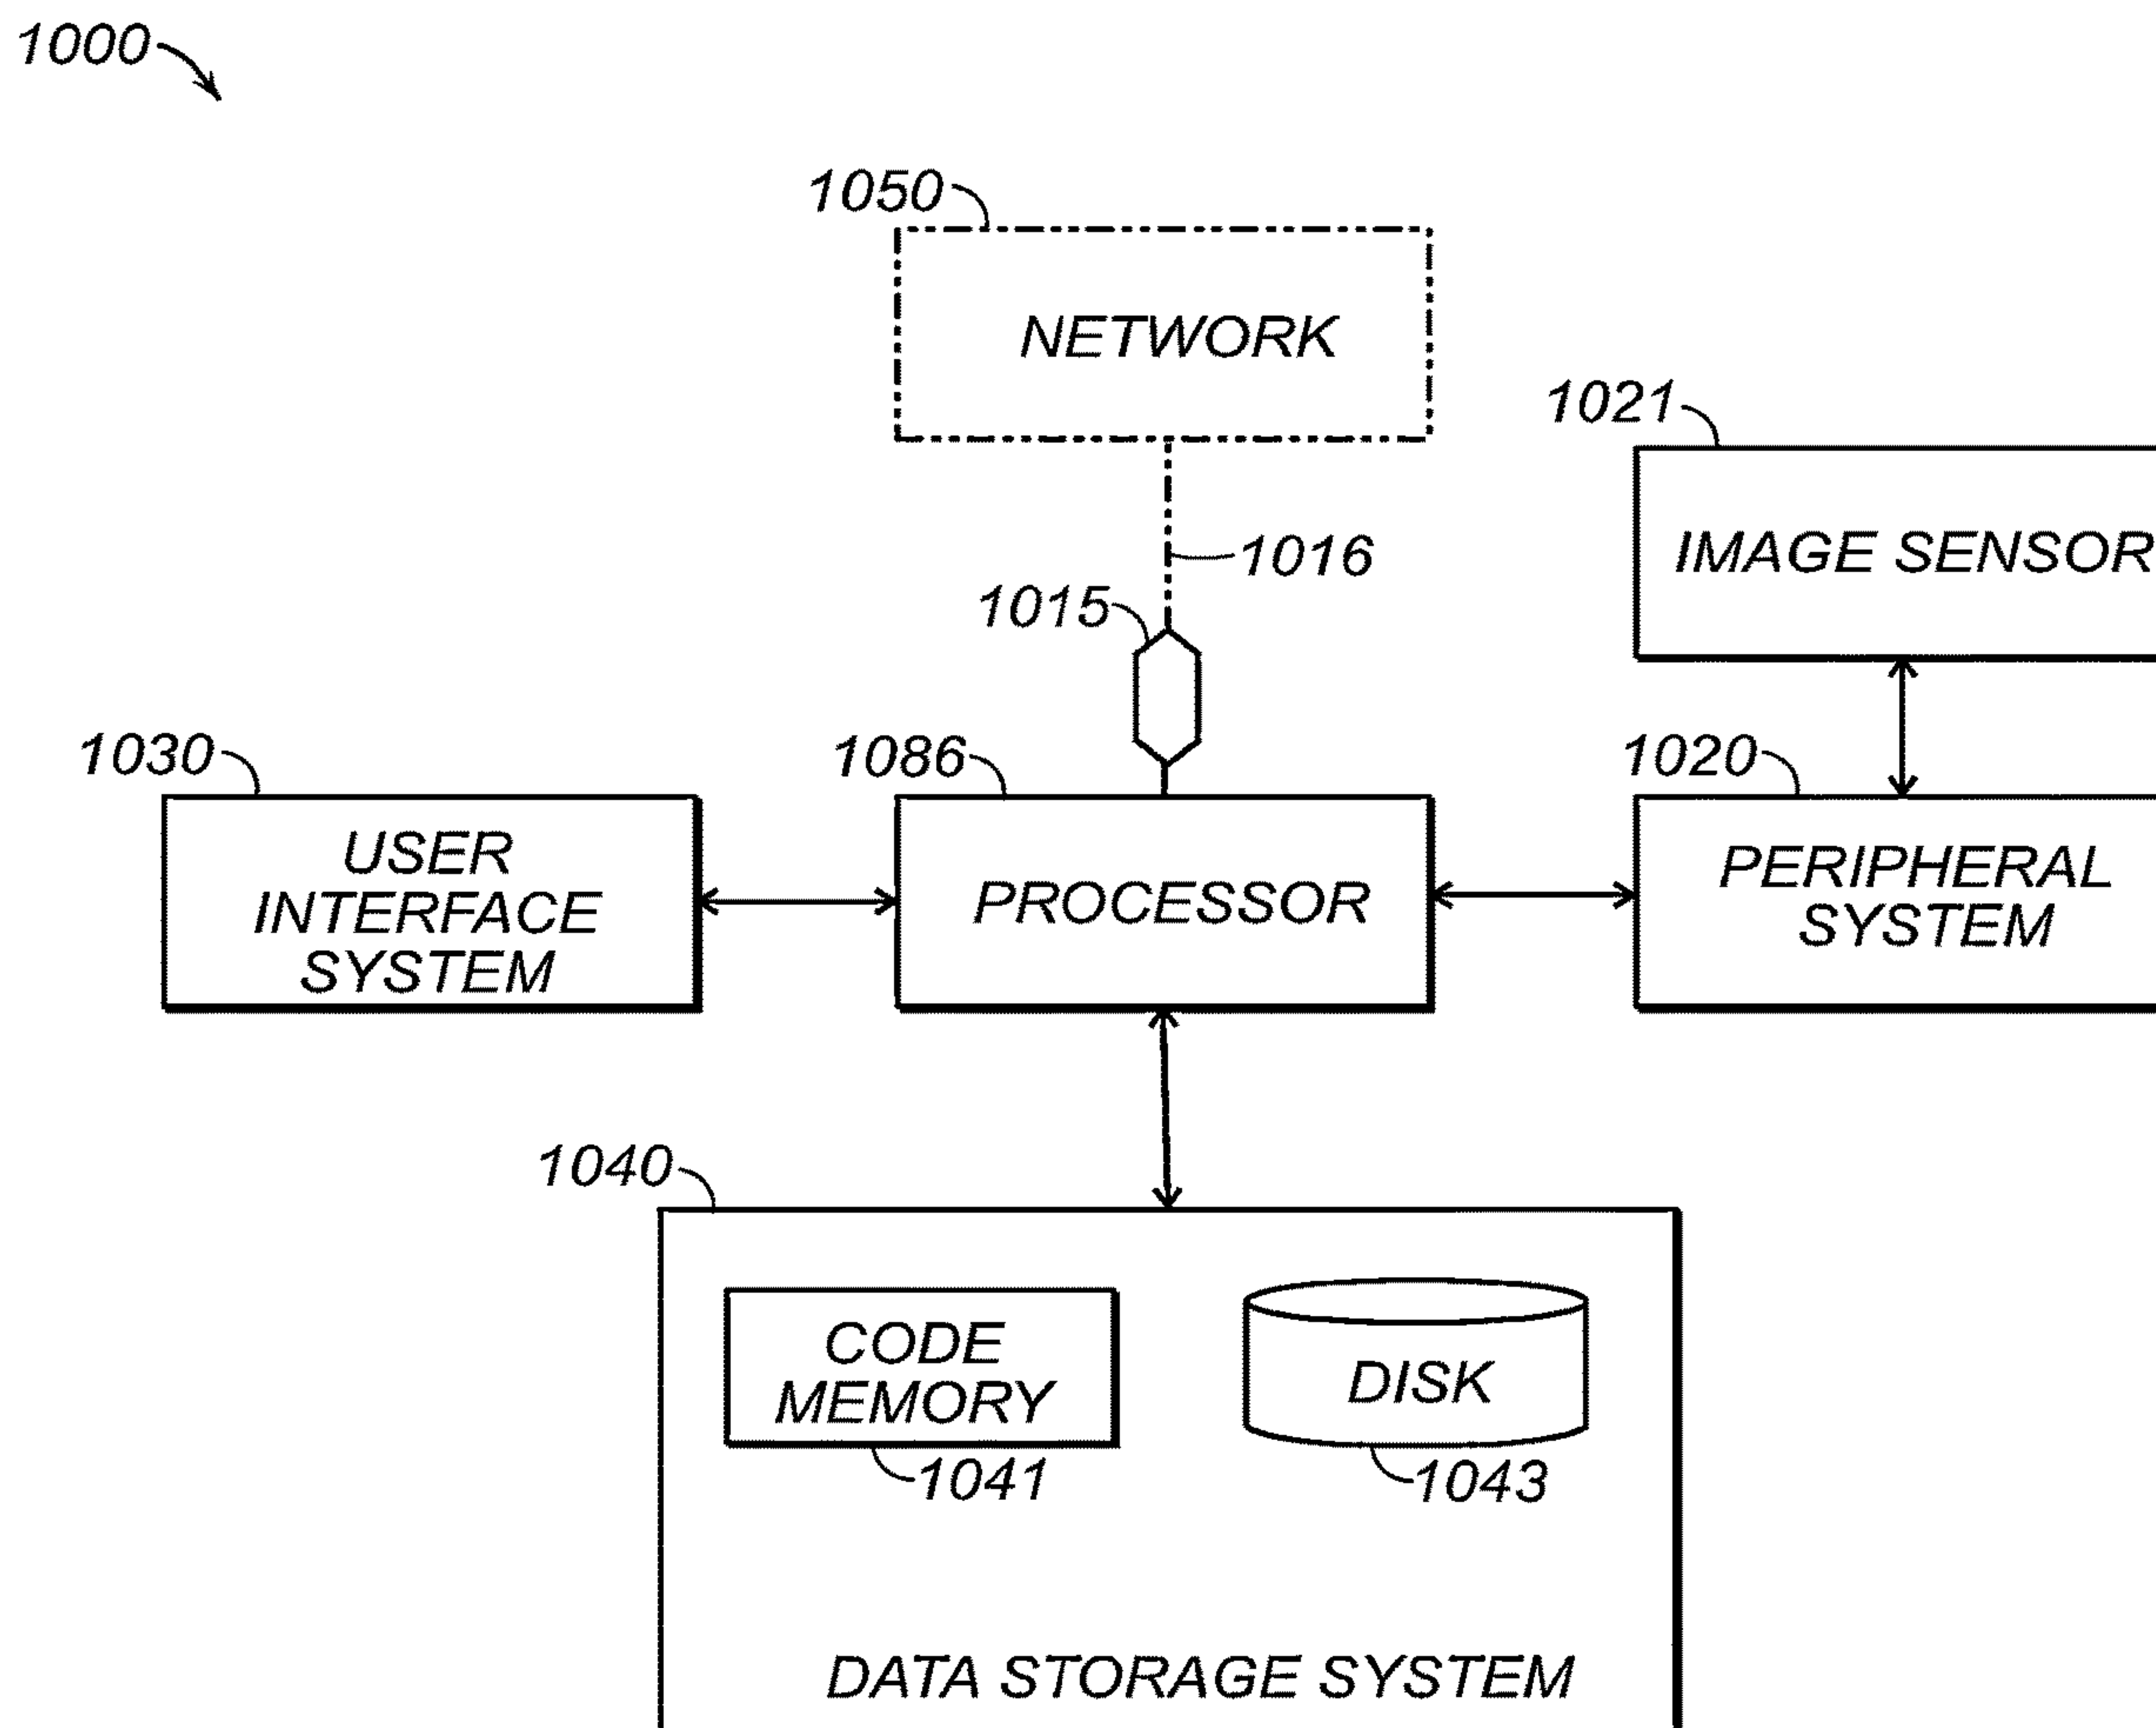 1000
1050
NETWORK
1021
IMAGE SENSOR
1016
1015
1030
1086
1020
USER
INTERFACE
SYSTEM
PROCESSOR
PERIPHERAL
SYSTEM
1040
CODE
MEMORY
DISK
1041
1043
DATA STORAGE SYSTEM